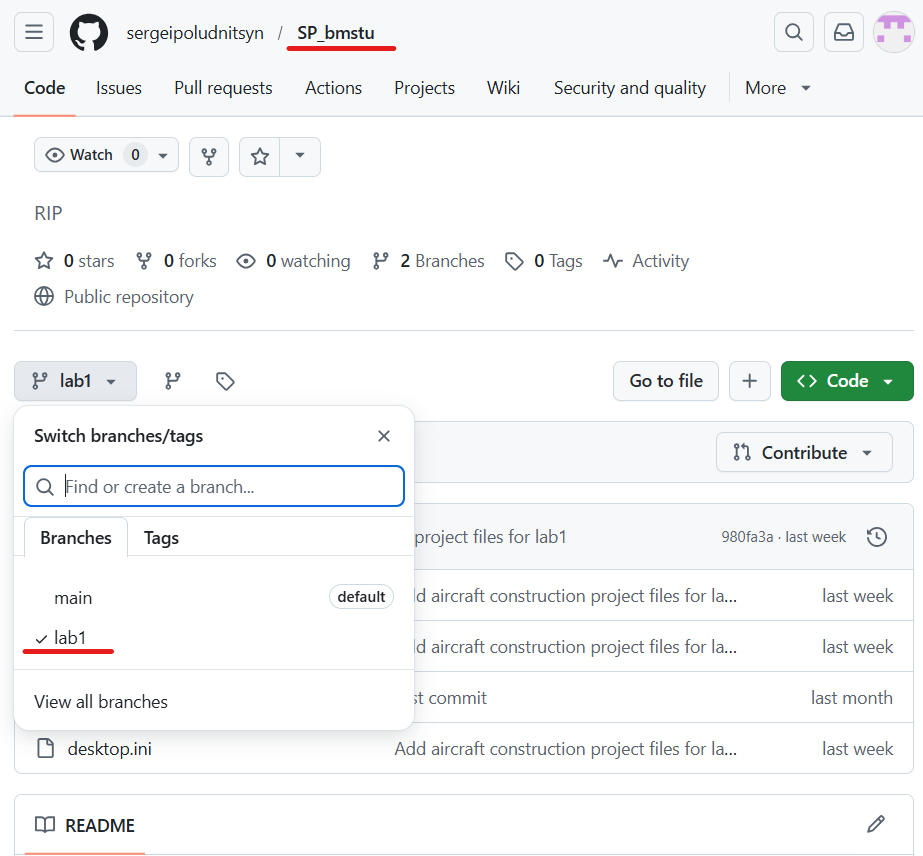 sergeipoludnitsyn / SP_bmstu
Code Issues Pull requests Actions Projects Wiki Security and quality More
Watch 0
RIP
0 stars 0 forks 0 watching 2 Branches 0 Tags Activity
Public repository
lab1 Go to file Code
Switch branches/tags
Contribute
Find or create a branch...
Branches Tags
project files for lab1 980fa3a · last week
main default
aircraft construction project files for la... last week
lab1
aircraft construction project files for la... last week
View all branches
commit last month
desktop.ini Add aircraft construction project files for la... last week
README